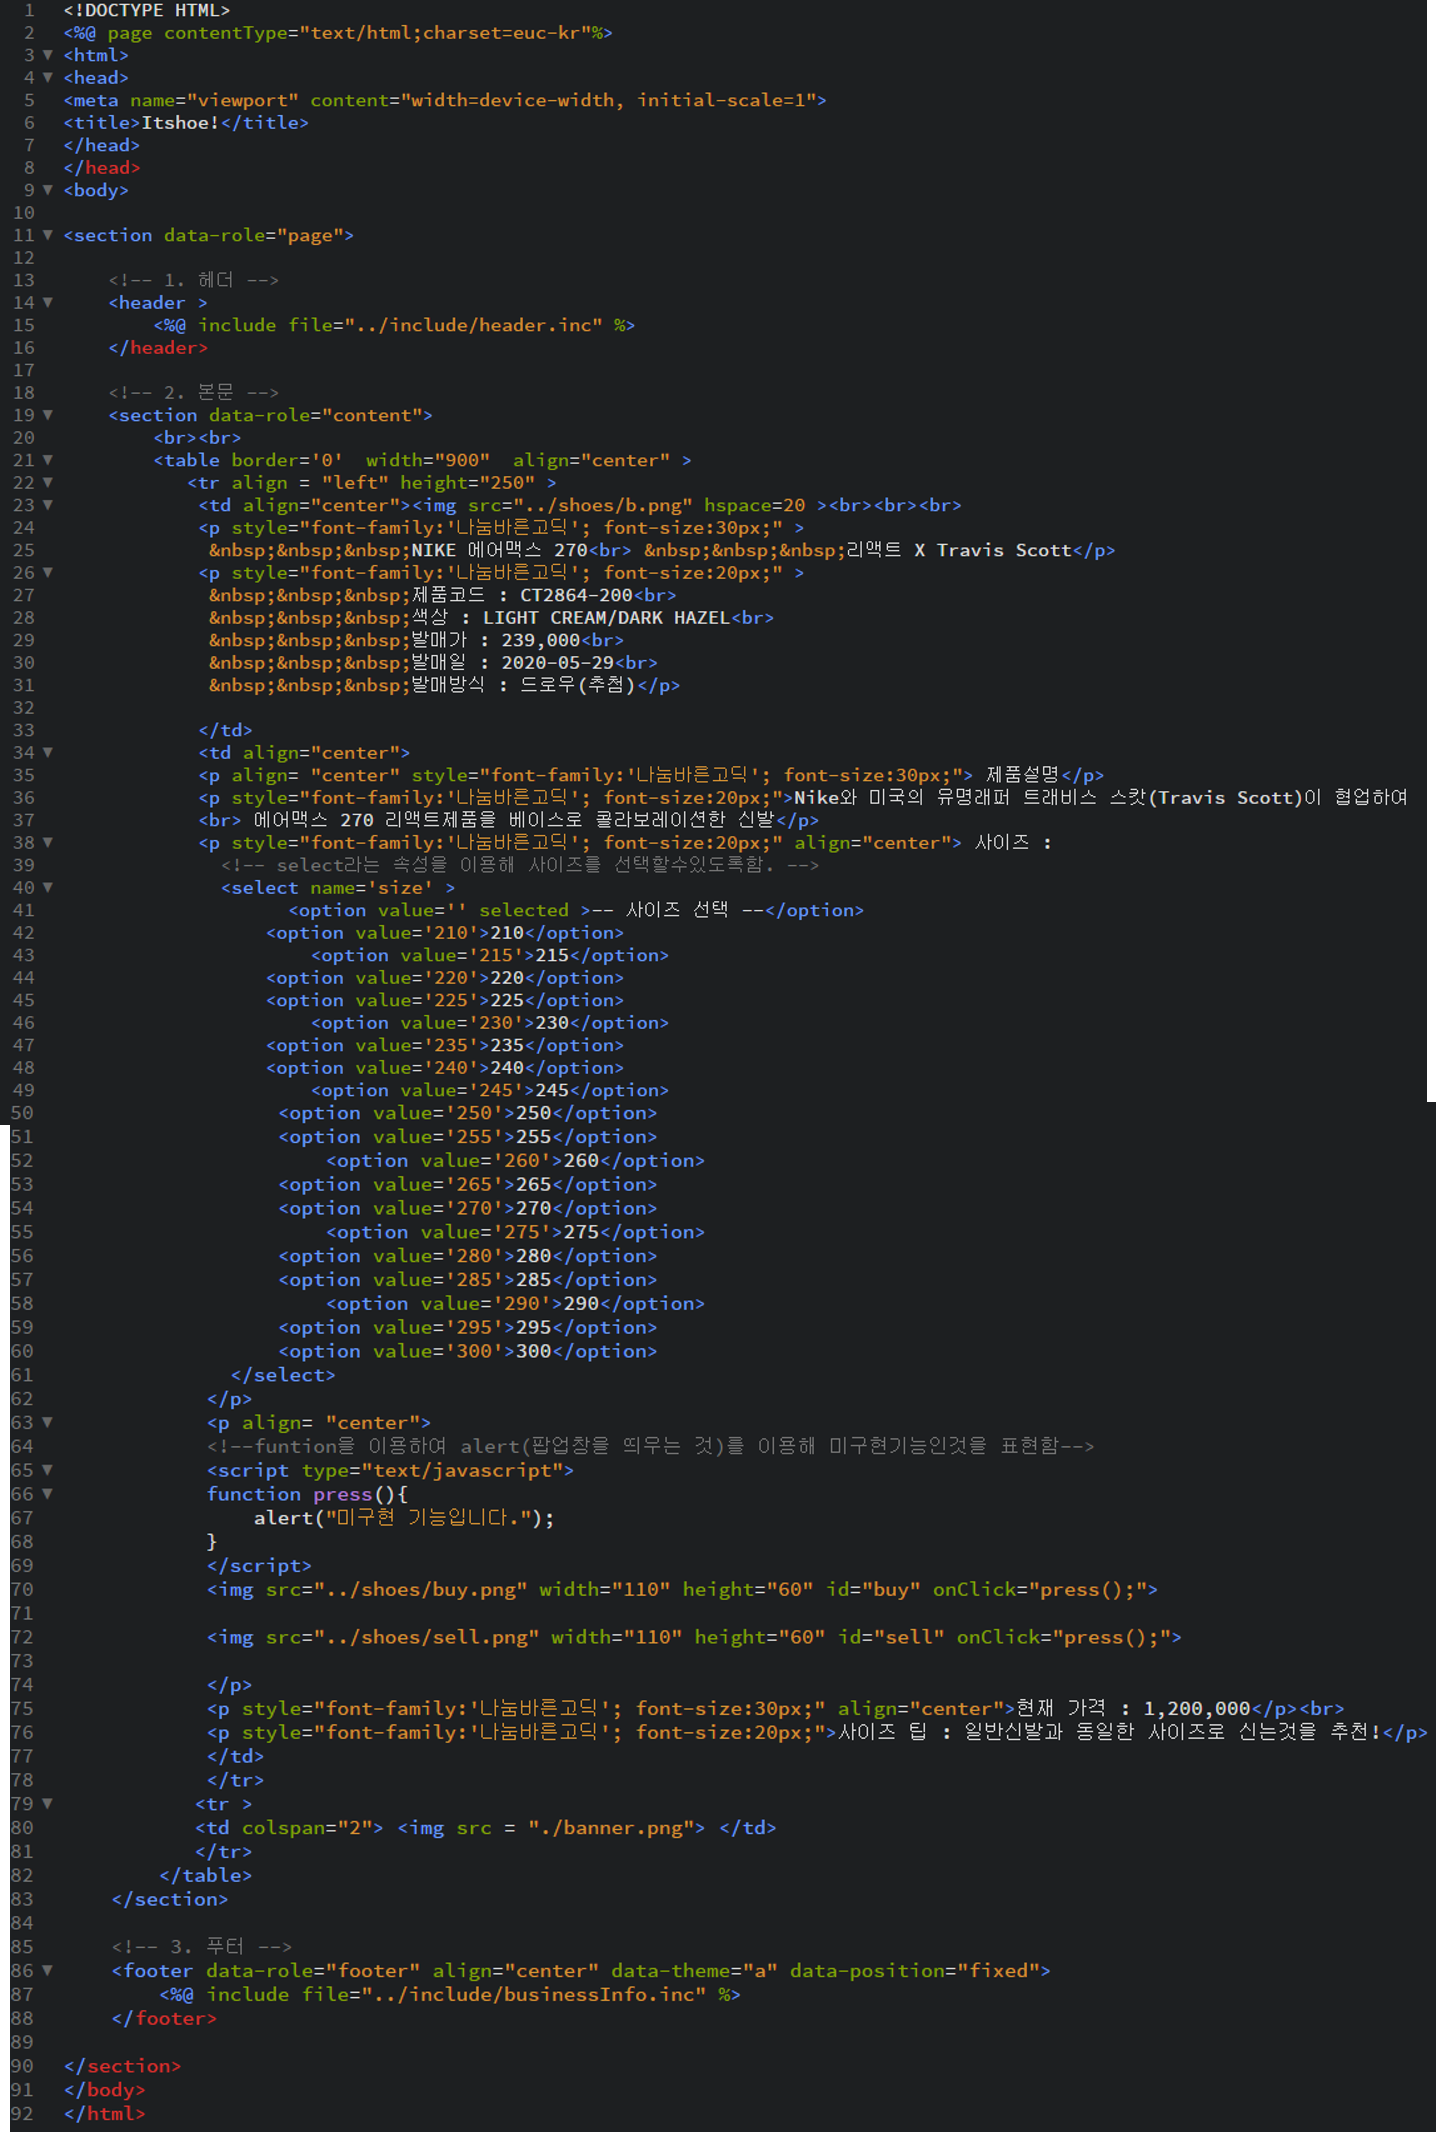 1 <!DOCTYPE HTML>
2 <%@ page contentType="text/html;charset=euc-kr"%>
3 ▼ <html>
4 ▼ <head>
5 <meta name="viewport" content="width=device-width, initial-scale=1">
6 <title>Itshoe!</title>
7 </head>
8 </head>
9 ▼ <body>
10
11 ▼ <section data-role="page">
12
13 <!-- 1. 헤더 -->
14 ▼ <header >
15 <%@ include file="../include/header.inc" %>
16 </header>
17
18 <!-- 2. 본문 -->
19 ▼ <section data-role="content">
20 <br><br>
21 ▼ <table border='0'  width="900"  align="center" >
22 ▼ <tr align = "left" height="250" >
23 ▼ <td align="center"><img src="../shoes/b.png" hspace=20 ><br><br><br>
24 <p style="font-family:'나눔바른고딕'; font-size:30px;" >
25 &nbsp;&nbsp;&nbsp;NIKE 에어맥스 270<br> &nbsp;&nbsp;&nbsp;리액트 X Travis Scott</p>
26 ▼ <p style="font-family:'나눔바른고딕'; font-size:20px;" >
27 &nbsp;&nbsp;&nbsp;제품코드 : CT2864-200<br>
28 &nbsp;&nbsp;&nbsp;색상 : LIGHT CREAM/DARK HAZEL<br>
29 &nbsp;&nbsp;&nbsp;발매가 : 239,000<br>
30 &nbsp;&nbsp;&nbsp;발매일 : 2020-05-29<br>
31 &nbsp;&nbsp;&nbsp;발매방식 : 드로우(추첨)</p>
32
33 </td>
34 ▼ <td align="center">
35 <p align= "center" style="font-family:'나눔바른고딕'; font-size:30px;"> 제품설명</p>
36 <p style="font-family:'나눔바른고딕'; font-size:20px;">Nike와 미국의 유명래퍼 트래비스 스캇(Travis Scott)이 협업하여
37 <br> 에어맥스 270 리액트제품을 베이스로 콜라보레이션한 신발</p>
38 ▼ <p style="font-family:'나눔바른고딕'; font-size:20px;" align="center"> 사이즈 :
39 <!-- select라는 속성을 이용해 사이즈를 선택할수있도록함. -->
40 ▼ <select name='size' >
41 <option value='' selected >-- 사이즈 선택 --</option>
42 <option value='210'>210</option>
43 <option value='215'>215</option>
44 <option value='220'>220</option>
45 <option value='225'>225</option>
46 <option value='230'>230</option>
47 <option value='235'>235</option>
48 <option value='240'>240</option>
49 <option value='245'>245</option>
50 <option value='250'>250</option>
51 <option value='255'>255</option>
52 <option value='260'>260</option>
53 <option value='265'>265</option>
54 <option value='270'>270</option>
55 <option value='275'>275</option>
56 <option value='280'>280</option>
57 <option value='285'>285</option>
58 <option value='290'>290</option>
59 <option value='295'>295</option>
60 <option value='300'>300</option>
61 </select>
62 </p>
63 ▼ <p align= "center">
64 <!--funtion을 이용하여 alert(팝업창을 띄우는 것)를 이용해 미구현기능인것을 표현함-->
65 ▼ <script type="text/javascript">
66 ▼ function press(){
67 alert("미구현 기능입니다.");
68 }
69 </script>
70 <img src="../shoes/buy.png" width="110" height="60" id="buy" onClick="press();">
71
72 <img src="../shoes/sell.png" width="110" height="60" id="sell" onClick="press();">
73
74 </p>
75 <p style="font-family:'나눔바른고딕'; font-size:30px;" align="center">현재 가격 : 1,200,000</p><br>
76 <p style="font-family:'나눔바른고딕'; font-size:20px;">사이즈 팁 : 일반신발과 동일한 사이즈로 신는것을 추천!</p>
77 </td>
78 </tr>
79 ▼ <tr >
80 <td colspan="2"> <img src = "./banner.png"> </td>
81 </tr>
82 </table>
83 </section>
84
85 <!-- 3. 푸터 -->
86 ▼ <footer data-role="footer" align="center" data-theme="a" data-position="fixed">
87 <%@ include file="../include/businessInfo.inc" %>
88 </footer>
89
90 </section>
91 </body>
92 </html>